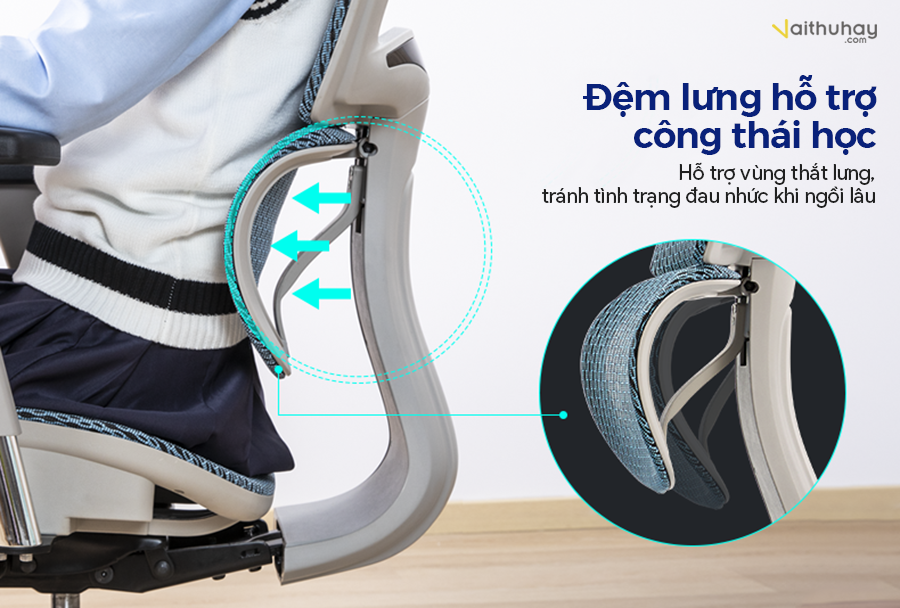 Vaithuhay
.com
Đệm lưng hỗ trợ
công thái học
Hỗ trợ vùng thắt lưng,
tránh tình trạng đau nhức khi ngồi lâu